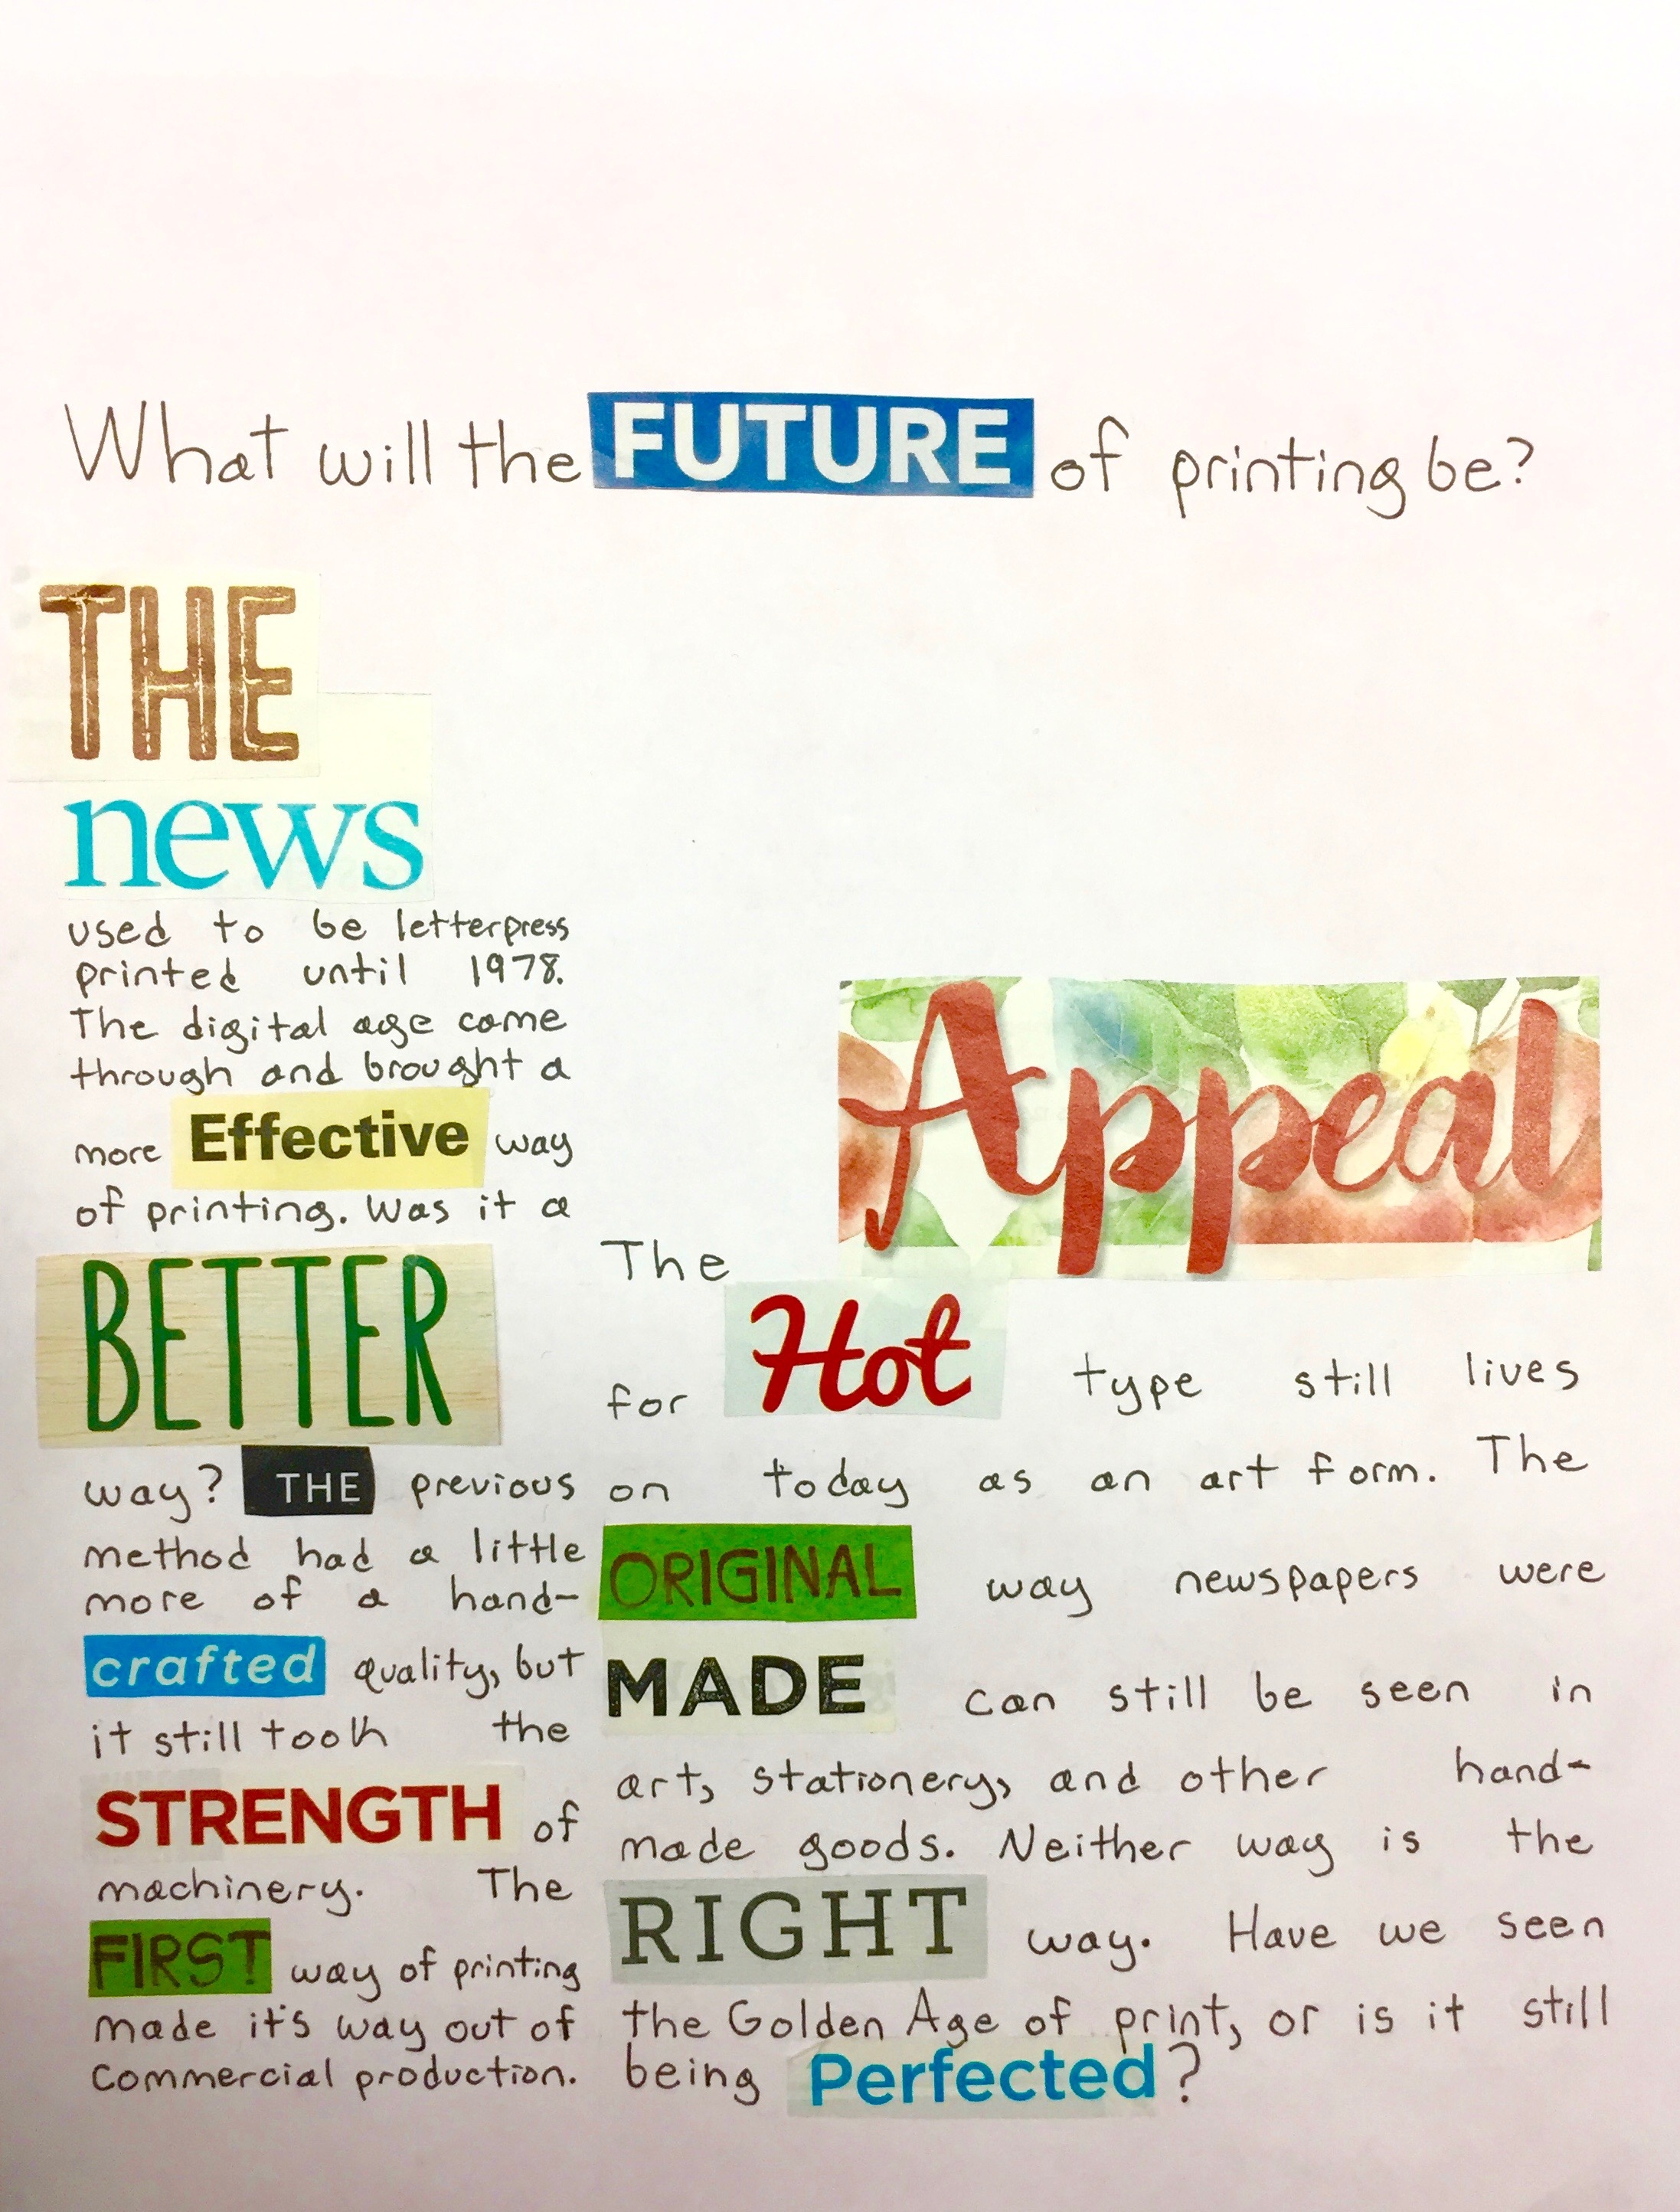 What will the FUTURE of printing be?
THE
news
used to be letterpress
printed until 1978.
The digital age came
through and brought a
more Effective way
of printing. Was it a
BETTER
way? THE previous
method had a little
more of a hand-
crafted quality, but
it still took the
STRENGTH of
machinery. The
FIRST way of printing
made it's way out of
commercial production.
The Appeal
for Hot type still lives
on today as an art form. The
ORIGINAL way newspapers were
MADE can still be seen in
art, stationery, and other hand-
made goods. Neither way is the
RIGHT way. Have we seen
the Golden Age of print, or is it still
being Perfected?